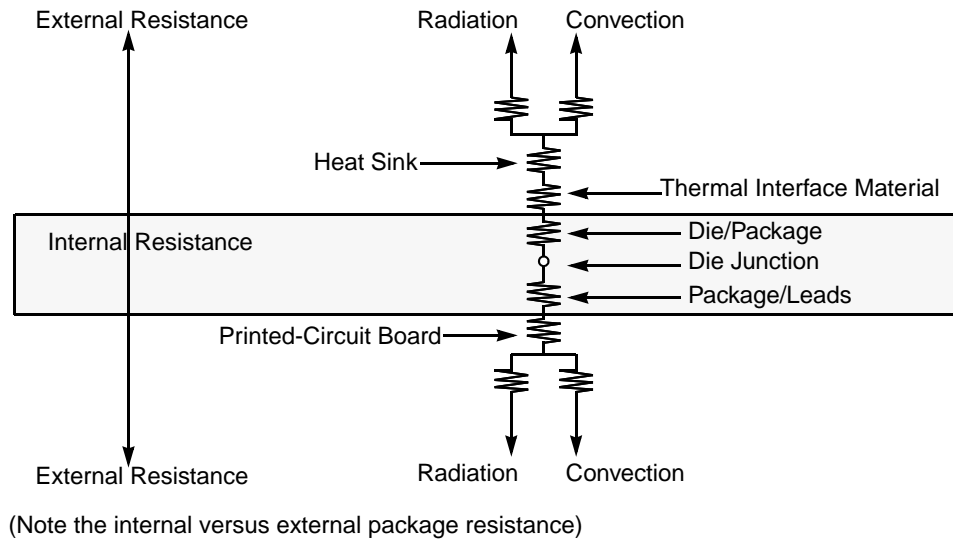 External Resistance
Radiation
Convection
Heat Sink
Thermal Interface Material
Internal Resistance
Die/Package
Die Junction
Package/Leads
Printed-Circuit Board
External Resistance
Radiation
Convection
(Note the internal versus external package resistance)